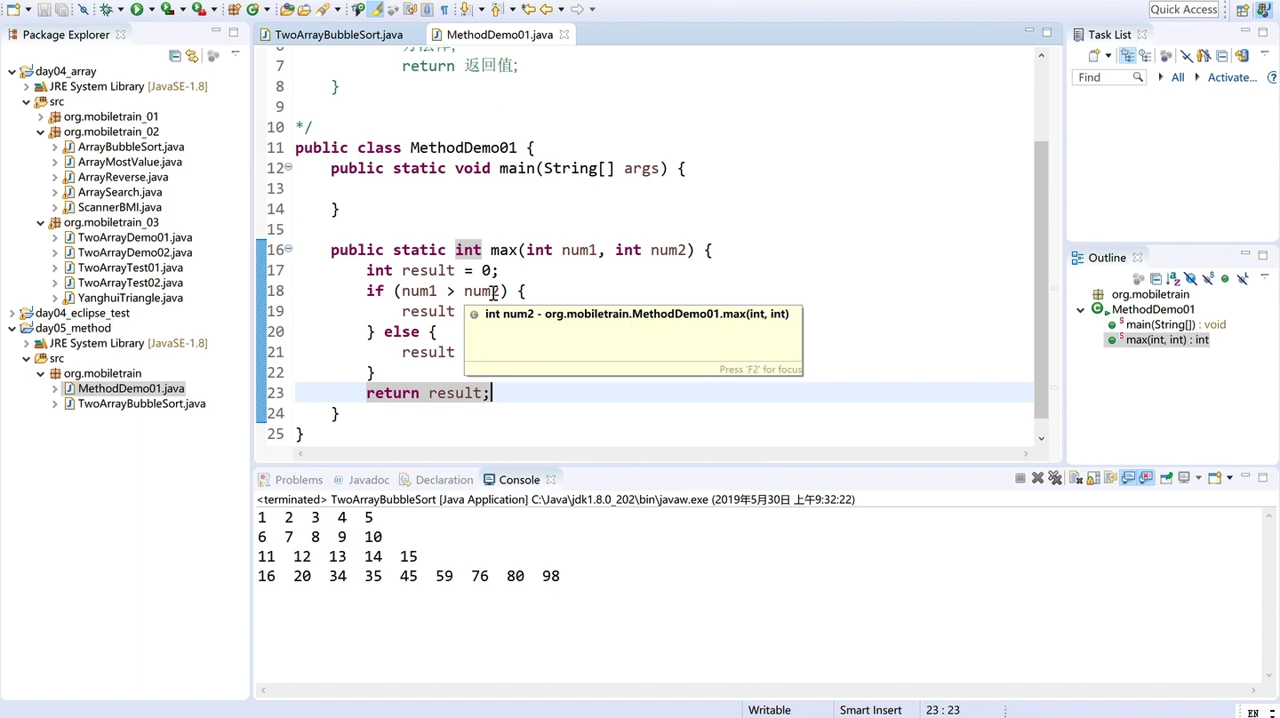 Quick Access
Package Explorer
day04_array
JRE System Library [JavaSE-1.8]
src
org.mobiletrain_01
org.mobiletrain_02
ArrayBubbleSort.java
ArrayMostValue.java
ArrayReverse.java
ArraySearch.java
ScannerBMI.java
org.mobiletrain_03
TwoArrayDemo01.java
TwoArrayDemo02.java
TwoArrayTest01.java
TwoArrayTest02.java
YanghuiTriangle.java
day04_eclipse_test
day05_method
JRE System Library [JavaSE-1.8]
src
org.mobiletrain
MethodDemo01.java
TwoArrayBubbleSort.java
TwoArrayBubbleSort.java
MethodDemo01.java
7 return 返回值;
8 }
9
10 */
11 public class MethodDemo01 {
12 public static void main(String[] args) {
13
14 }
15
16 public static int max(int num1, int num2) {
17 int result = 0;
18 if (num1 > num2) {
19 result
20 } else {
21 result
22 }
23 return result;
24 }
25 }
int num2 - org.mobiletrain.MethodDemo01.max(int, int)
Press 'F2' for focus
Task List
Find
All
Activate...
Outline
org.mobiletrain
MethodDemo01
main(String[]) : void
max(int, int) : int
Problems
@ Javadoc
Declaration
Console
<terminated> TwoArrayBubbleSort [Java Application] C:\Java\jdk1.8.0_202\bin\javaw.exe (2019年5月30日 上午9:32:22)
1 2 3 4 5
6 7 8 9 10
11 12 13 14 15
16 20 34 35 45 59 76 80 98
Writable
Smart Insert
23 : 23
EN